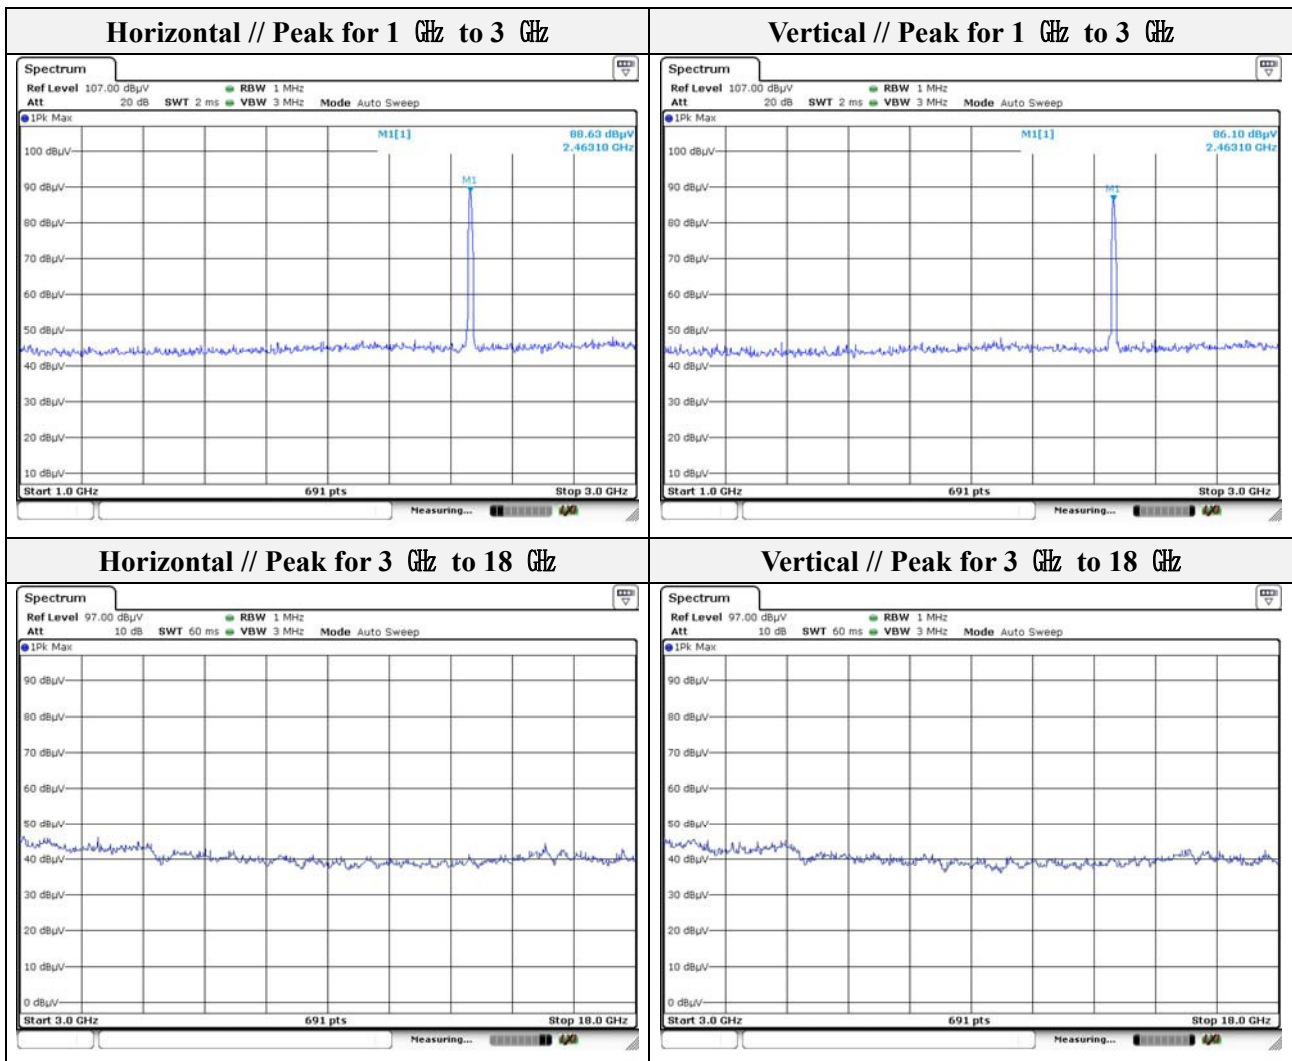 Horizontal // Peak for 1 ㎓ to 3 ㎓
Spectrum
Ref Level 107.00 dBµV RBW 1 MHz
Att 20 dB SWT 2 ms VBW 3 MHz Mode Auto Sweep
1Pk Max
M1[1] 88.63 dBµV
2.46310 GHz
M1
100 dBµV
90 dBµV
80 dBµV
70 dBµV
60 dBµV
50 dBµV
40 dBµV
30 dBµV
20 dBµV
10 dBµV
Start 1.0 GHz 691 pts Stop 3.0 GHz
Measuring...
Vertical // Peak for 1 ㎓ to 3 ㎓
Spectrum
Ref Level 107.00 dBµV RBW 1 MHz
Att 20 dB SWT 2 ms VBW 3 MHz Mode Auto Sweep
1Pk Max
M1[1] 86.10 dBµV
2.46310 GHz
M1
100 dBµV
90 dBµV
80 dBµV
70 dBµV
60 dBµV
50 dBµV
40 dBµV
30 dBµV
20 dBµV
10 dBµV
Start 1.0 GHz 691 pts Stop 3.0 GHz
Measuring...
Horizontal // Peak for 3 ㎓ to 18 ㎓
Spectrum
Ref Level 97.00 dBµV RBW 1 MHz
Att 10 dB SWT 60 ms VBW 3 MHz Mode Auto Sweep
1Pk Max
90 dBµV
80 dBµV
70 dBµV
60 dBµV
50 dBµV
40 dBµV
30 dBµV
20 dBµV
10 dBµV
0 dBµV
Start 3.0 GHz 691 pts Stop 18.0 GHz
Measuring...
Vertical // Peak for 3 ㎓ to 18 ㎓
Spectrum
Ref Level 97.00 dBµV RBW 1 MHz
Att 10 dB SWT 60 ms VBW 3 MHz Mode Auto Sweep
1Pk Max
90 dBµV
80 dBµV
70 dBµV
60 dBµV
50 dBµV
40 dBµV
30 dBµV
20 dBµV
10 dBµV
0 dBµV
Start 3.0 GHz 691 pts Stop 18.0 GHz
Measuring...